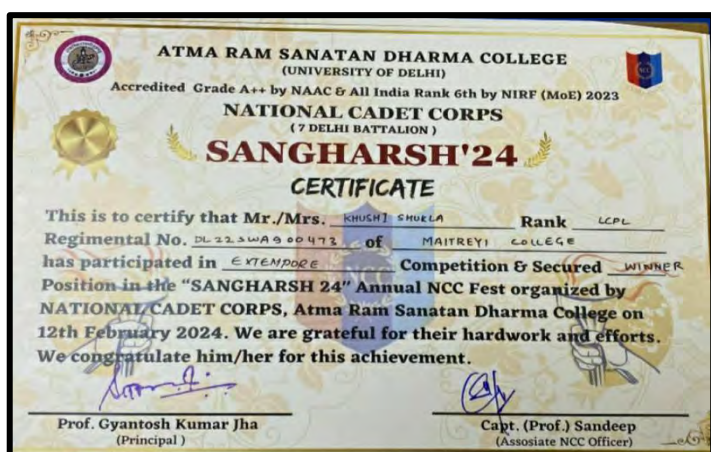 ATMA RAM SANATAN DHARMA COLLEGE
(UNIVERSITY OF DELHI)
Accredited Grade A++ by NAAC & All India Rank 6th by NIRF (MoE) 2023
NATIONAL CADET CORPS
(7 DELHI BATTALION)
SANGHARSH'24
CERTIFICATE
This is to certify that Mr./Mrs. KHUSHI SHUKLA Rank LCPL
Regimental No. DL22SWA900473 of MAITREYI COLLEGE
has participated in EXTEMPORE Competition & Secured WINNER
Position in the "SANGHARSH 24" Annual NCC Fest organized by
NATIONAL CADET CORPS, Atma Ram Sanatan Dharma College on
12th February 2024. We are grateful for their hardwork and efforts.
We congratulate him/her for this achievement.
Prof. Gyantosh Kumar Jha
(Principal)
Capt. (Prof.) Sandeep
(Assosiate NCC Officer)
NCC
NCC